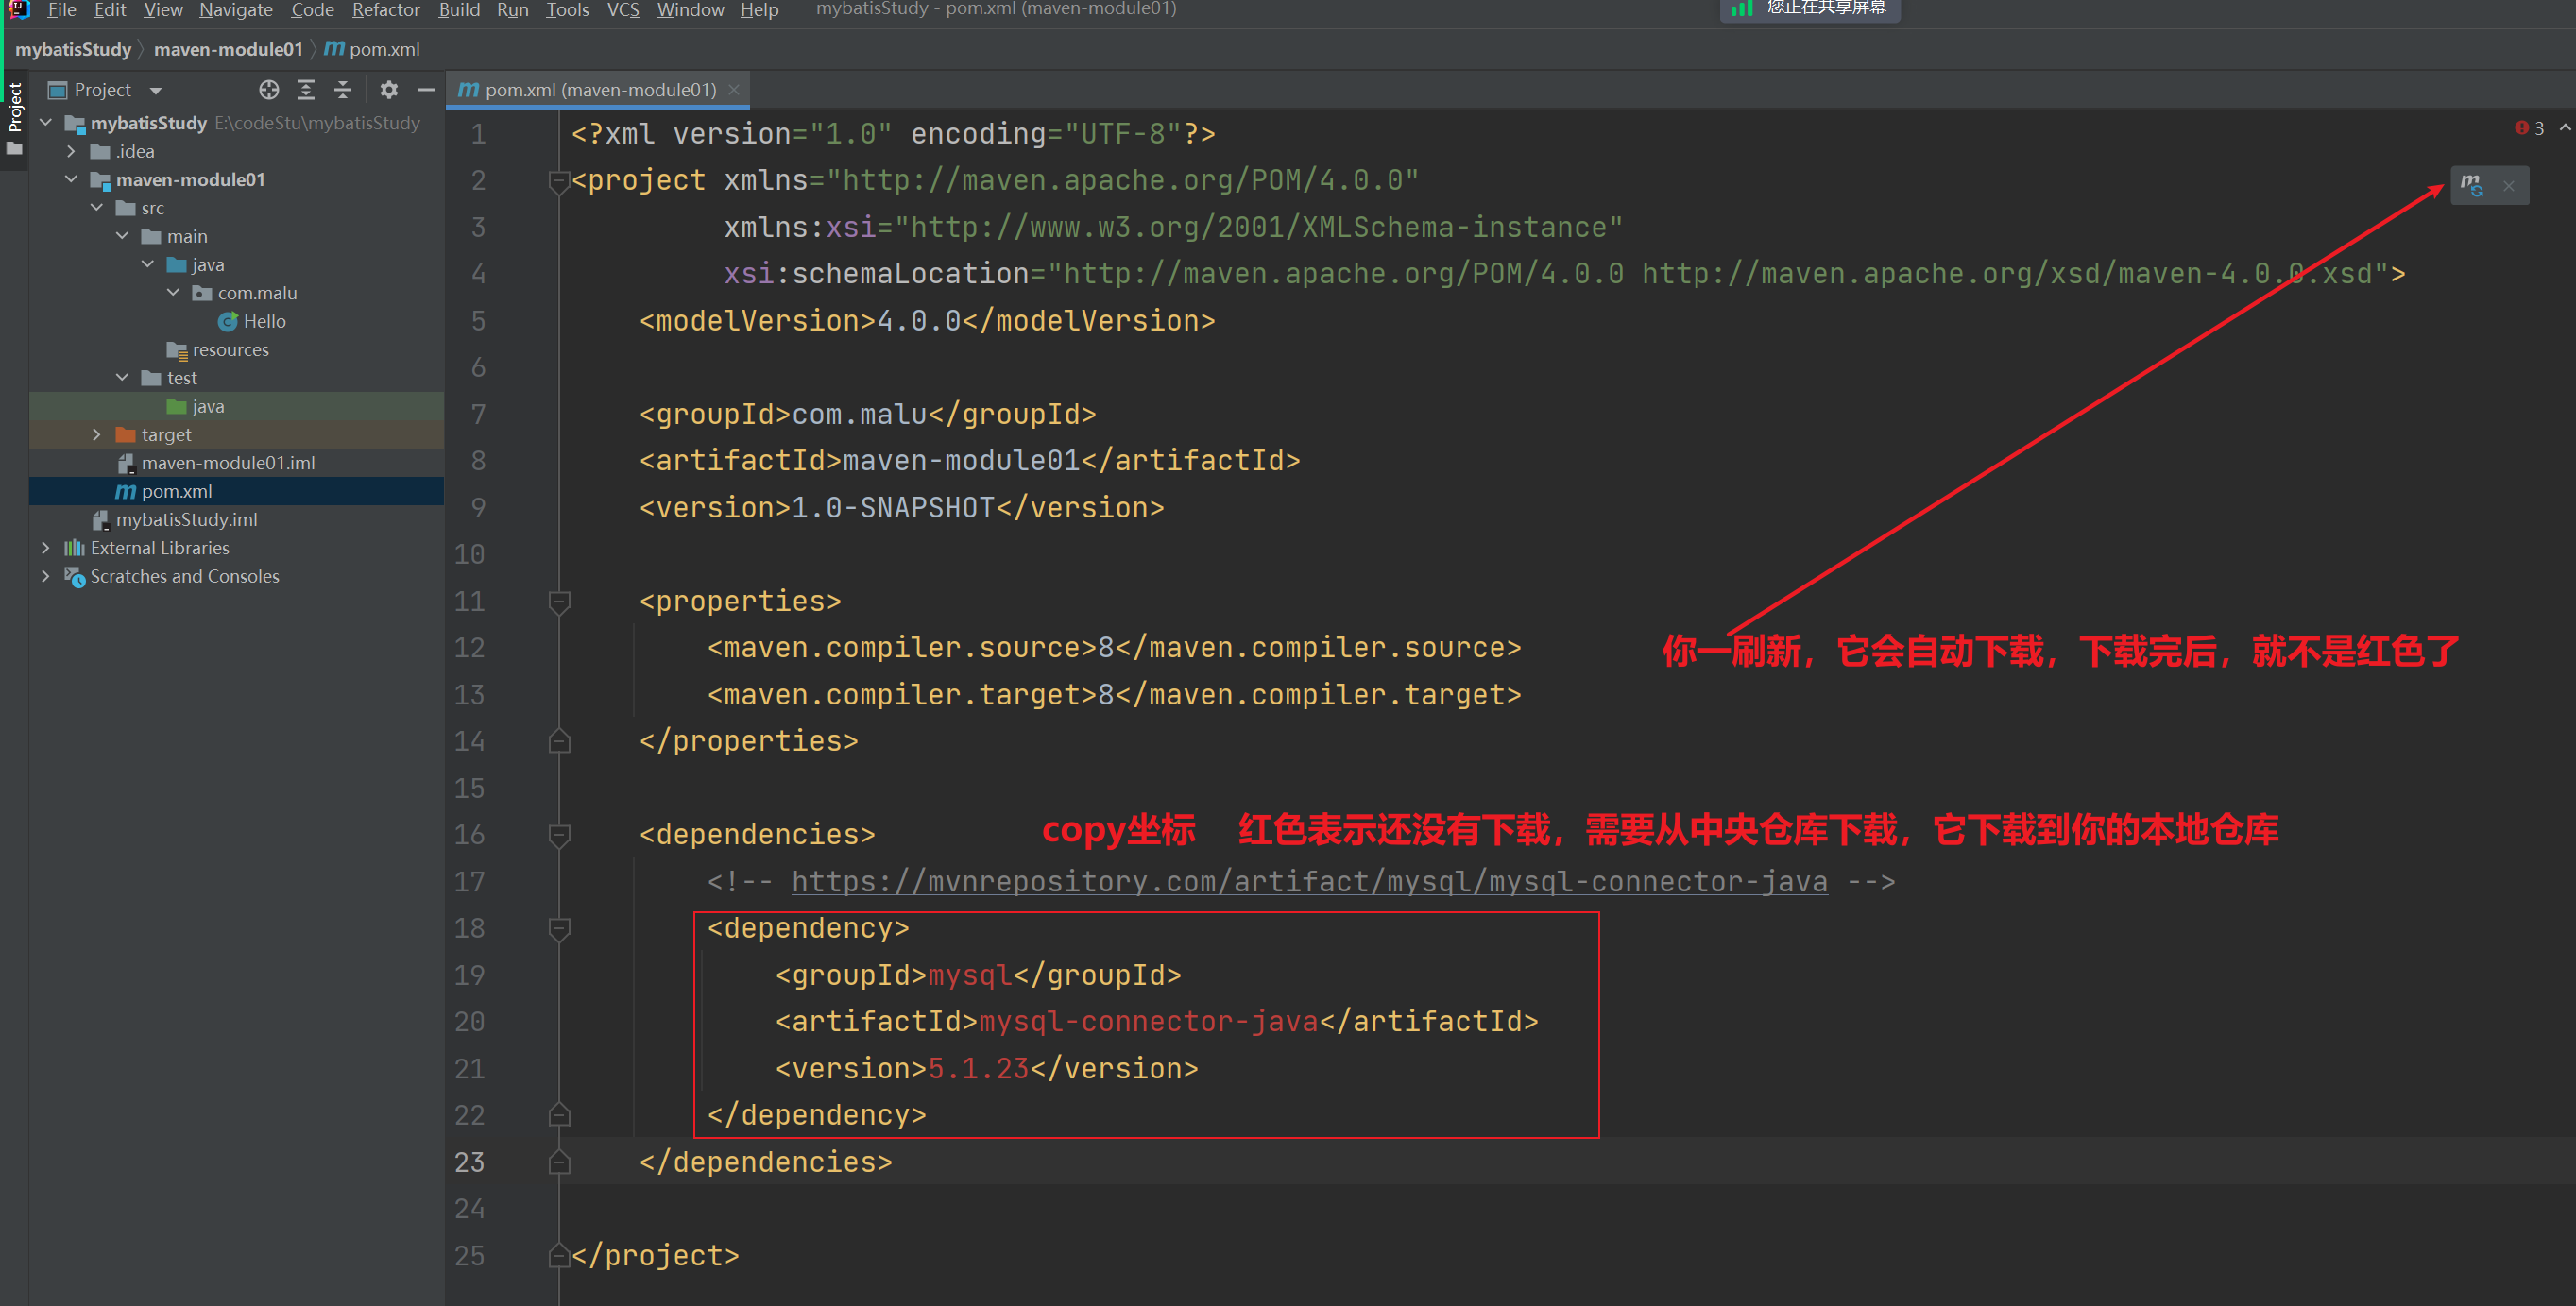 File Edit View Navigate Code Refactor Build Run Tools VCS Window Help mybatisStudy - pom.xml (maven-module01) 您正在共享屏幕
mybatisStudy maven-module01 m pom.xml
Project
Project
m pom.xml (maven-module01)
mybatisStudy E:\codeStu\mybatisStudy
.idea
maven-module01
src
main
java
com.malu
Hello
resources
test
java
target
maven-module01.iml
pom.xml
mybatisStudy.iml
External Libraries
Scratches and Consoles
3
1 <?xml version="1.0" encoding="UTF-8"?>
2 <project xmlns="http://maven.apache.org/POM/4.0.0"
3 xmlns:xsi="http://www.w3.org/2001/XMLSchema-instance"
4 xsi:schemaLocation="http://maven.apache.org/POM/4.0.0 http://maven.apache.org/xsd/maven-4.0.0.xsd">
5 <modelVersion>4.0.0</modelVersion>
6
7 <groupId>com.malu</groupId>
8 <artifactId>maven-module01</artifactId>
9 <version>1.0-SNAPSHOT</version>
10
11 <properties>
12 <maven.compiler.source>8</maven.compiler.source> 你一刷新，它会自动下载，下载完后，就不是红色了
13 <maven.compiler.target>8</maven.compiler.target>
14 </properties>
15
16 <dependencies> copy坐标 红色表示还没有下载，需要从中央仓库下载，它下载到你的本地仓库
17 <!-- https://mvnrepository.com/artifact/mysql/mysql-connector-java -->
18 <dependency>
19 <groupId>mysql</groupId>
20 <artifactId>mysql-connector-java</artifactId>
21 <version>5.1.23</version>
22 </dependency>
23 </dependencies>
24
25 </project>